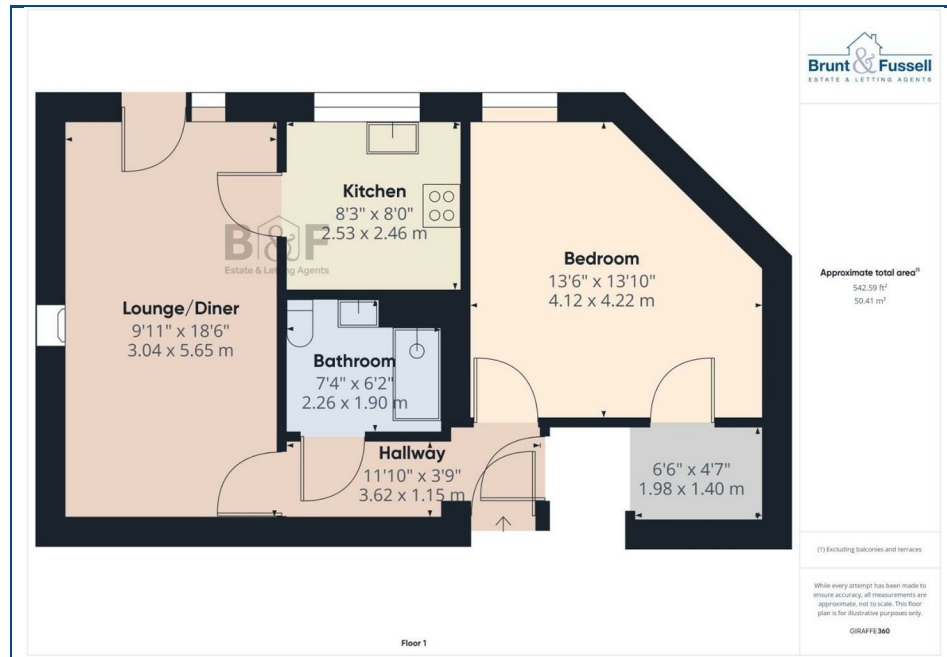 Brunt & Fussell
ESTATE & LETTING AGENTS
Kitchen
8'3" x 8'0"
2.53 x 2.46 m
B&F
Estate & Letting Agents
Bedroom
13'6" x 13'10"
4.12 x 4.22 m
Lounge/Diner
9'11" x 18'6"
3.04 x 5.65 m
Bathroom
7'4" x 6'2"
2.26 x 1.90 m
Hallway
11'10" x 3'9"
3.62 x 1.15 m
6'6" x 4'7"
1.98 x 1.40 m
Floor 1
Approximate total area(1)
542.59 ft²
50.41 m²
(1) Excluding balconies and terraces
While every attempt has been made to
ensure accuracy, all measurements are
approximate, not to scale. This floor
plan is for illustrative purposes only.
GIRAFFE360